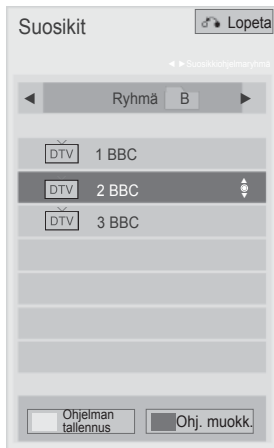 Suosikit
Lopeta
◄ ►Suosikkiohjelmaryhmä
◄ Ryhmä B ►
DTV 1 BBC
DTV 2 BBC
DTV 3 BBC
Ohjelman
tallennus
Ohj. muokk.